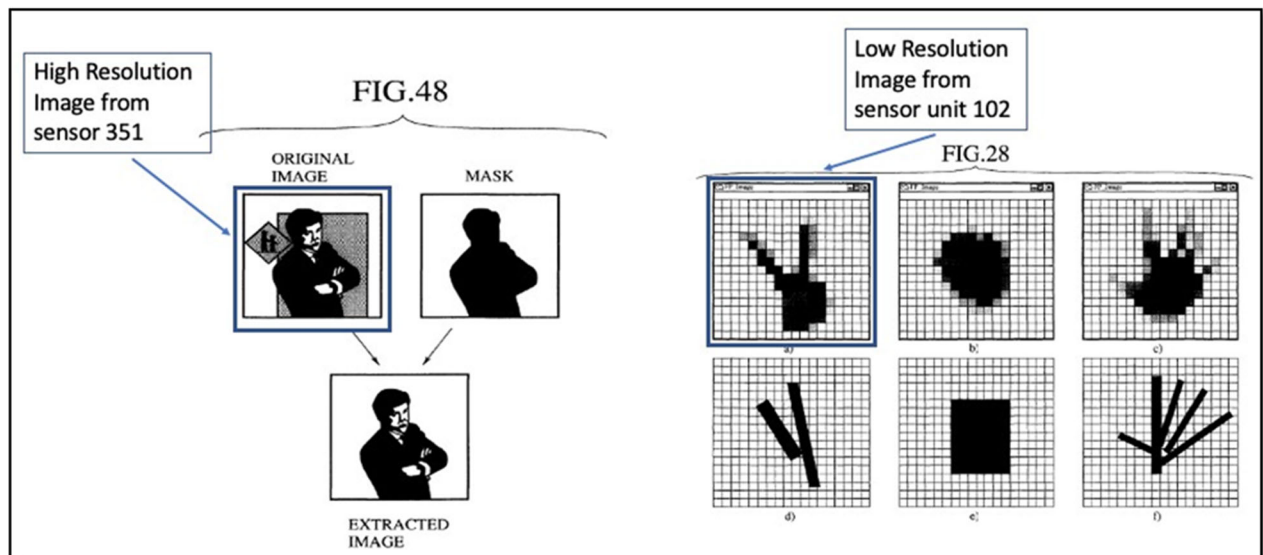 High Resolution
Image from
sensor 351
FIG.48
ORIGINAL
IMAGE
MASK
EXTRACTED
IMAGE
Low Resolution
Image from
sensor unit 102
FIG.28
a)
b)
c)
d)
e)
f)